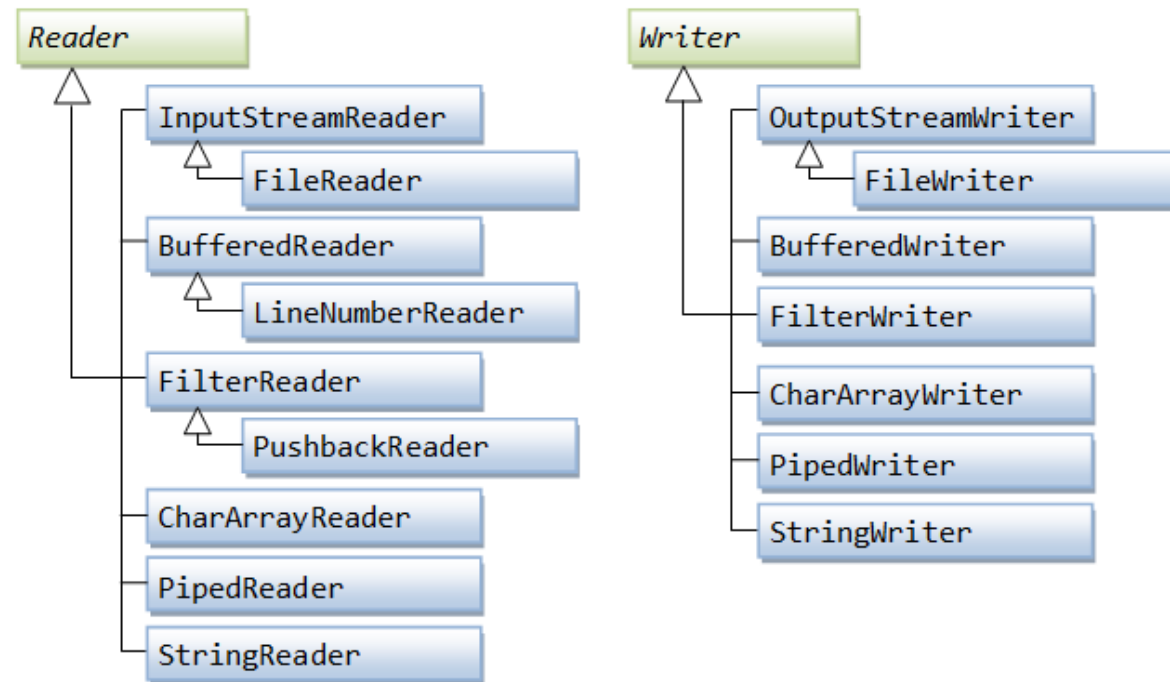 Reader
InputStreamReader
FileReader
BufferedReader
LineNumberReader
FilterReader
PushbackReader
CharArrayReader
PipedReader
StringReader
Writer
OutputStreamWriter
FileWriter
BufferedWriter
FilterWriter
CharArrayWriter
PipedWriter
StringWriter